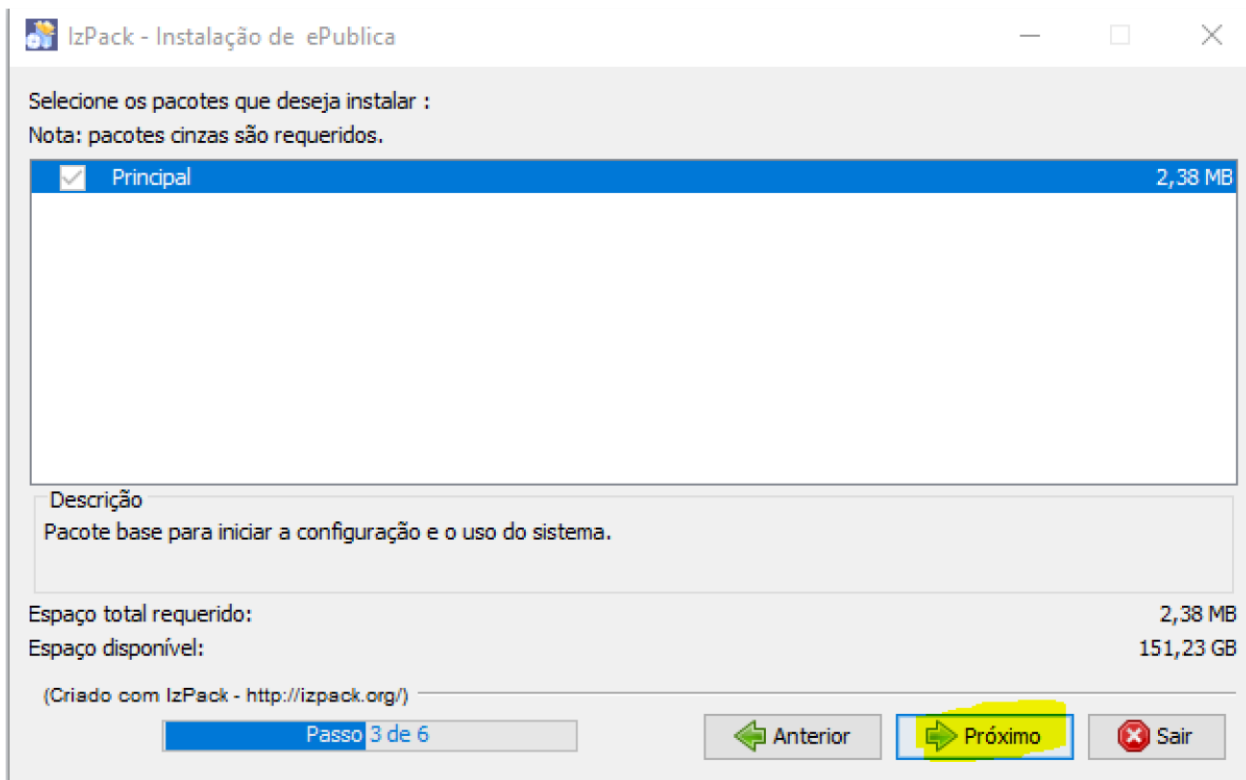 IzPack - Instalação de ePublica
Selecione os pacotes que deseja instalar :
Nota: pacotes cinzas são requeridos.
Principal 2,38 MB
Descrição
Pacote base para iniciar a configuração e o uso do sistema.
Espaço total requerido: 2,38 MB
Espaço disponível: 151,23 GB
(Criado com IzPack - http://izpack.org/)
Passo 3 de 6 Anterior Próximo Sair